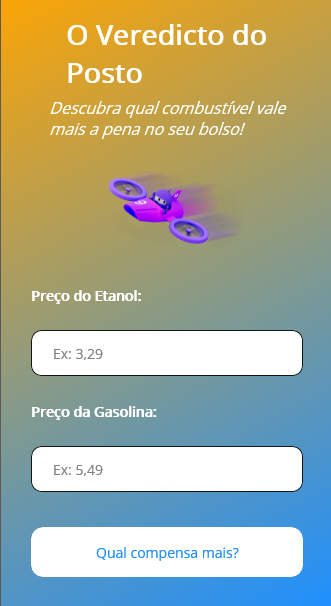 O Veredicto do
Posto
Descubra qual combustível vale
mais a pena no seu bolso!
Preço do Etanol:
Ex: 3,29
Preço da Gasolina:
Ex: 5,49
Qual compensa mais?